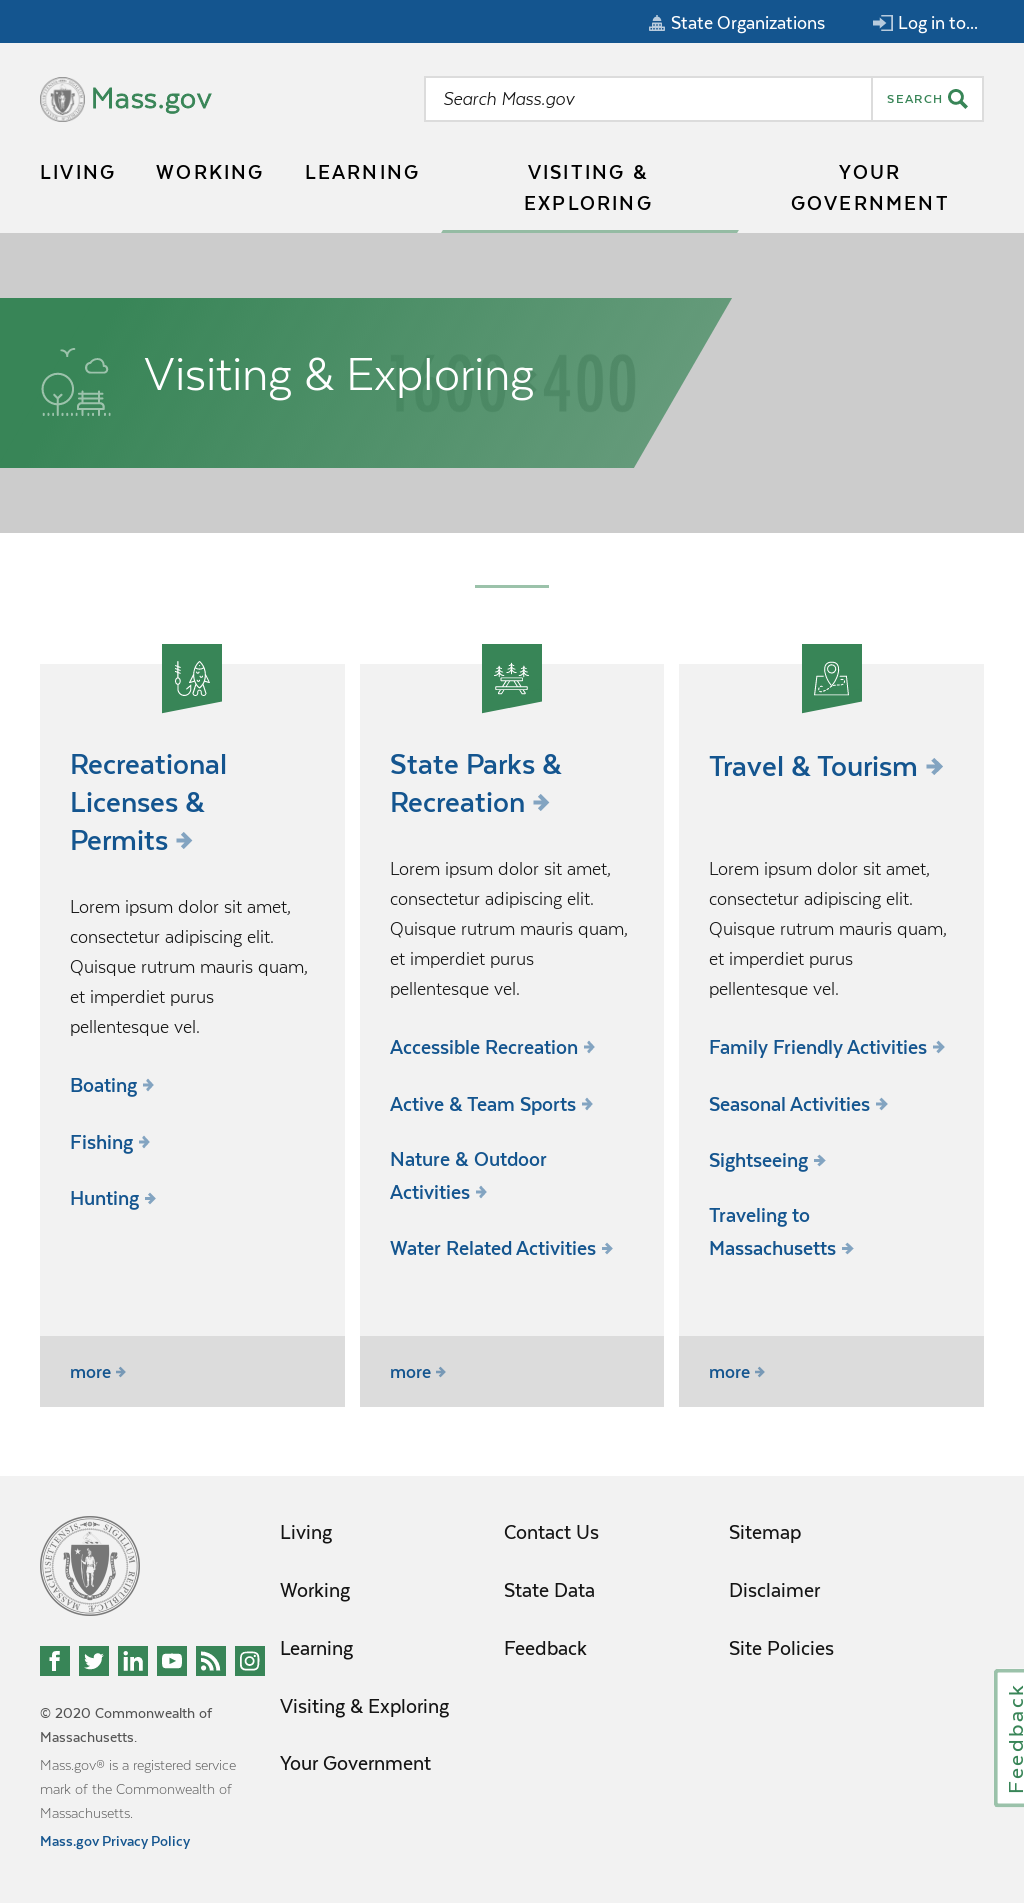 State Organizations
Log in to...
Mass.gov
Search Mass.gov
SEARCH
LIVING
WORKING
LEARNING
VISITING &
EXPLORING
YOUR
GOVERNMENT
Visiting & Exploring
Recreational
Licenses &
Permits
Lorem ipsum dolor sit amet,
consectetur adipiscing elit.
Quisque rutrum mauris quam,
et imperdiet purus
pellentesque vel.
Boating
Fishing
Hunting
more
State Parks &
Recreation
Lorem ipsum dolor sit amet,
consectetur adipiscing elit.
Quisque rutrum mauris quam,
et imperdiet purus
pellentesque vel.
Accessible Recreation
Active & Team Sports
Nature & Outdoor
Activities
Water Related Activities
more
Travel & Tourism
Lorem ipsum dolor sit amet,
consectetur adipiscing elit.
Quisque rutrum mauris quam,
et imperdiet purus
pellentesque vel.
Family Friendly Activities
Seasonal Activities
Sightseeing
Traveling to
Massachusetts
more
Living
Working
Learning
Visiting & Exploring
Your Government
Contact Us
State Data
Feedback
Sitemap
Disclaimer
Site Policies
© 2020 Commonwealth of
Massachusetts.
Mass.gov® is a registered service
mark of the Commonwealth of
Massachusetts.
Mass.gov Privacy Policy
Feedback